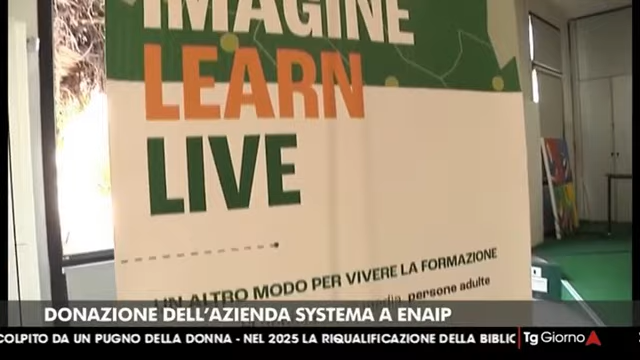 IMAGINE
LEARN
LIVE
UN ALTRO MODO PER VIVERE LA FORMAZIONE
media, persone adulte
DONAZIONE DELL'AZIENDA SYSTEMA A ENAIP
COLPITO DA UN PUGNO DELLA DONNA - NEL 2025 LA RIQUALIFICAZIONE DELLA BIBLIC
Tg Giorno